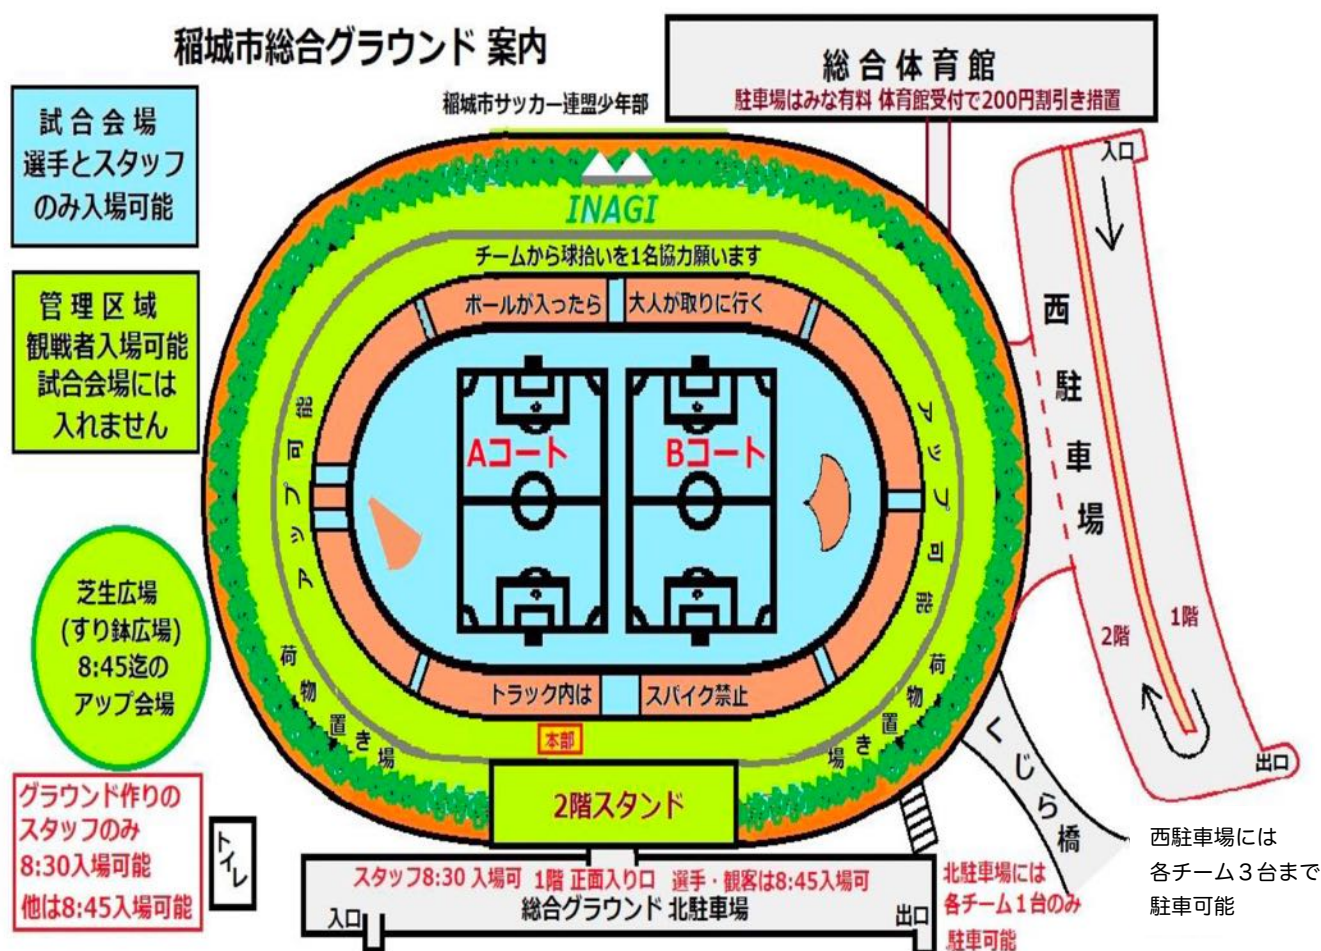 稲城市総合グラウンド 案内
稲城市サッカー連盟少年部
総合体育館
駐車場はみな有料 体育館受付で200円割引き措置
試合会場
選手とスタッフ
のみ入場可能
管理区域
観戦者入場可能
試合会場には
入れません
芝生広場
(すり鉢広場)
8:45迄の
アップ会場
グラウンド作りの
スタッフのみ
8:30入場可能
他は8:45入場可能
トイレ
INAGI
チームから球拾いを1名協力願います
ボールが入ったら
大人が取りに行く
アップ可能
アップ可能
Aコート
Bコート
荷物置き場
荷物置き場
トラック内は
スパイク禁止
本部
2階スタンド
スタッフ8:30 入場可
1階 正面入り口
選手・観客は8:45入場可
総合グラウンド 北駐車場
入口
出口
北駐車場には
各チーム1台のみ
駐車可能
くじら橋
入口
西駐車場
1階
2階
出口
西駐車場には
各チーム３台まで
駐車可能